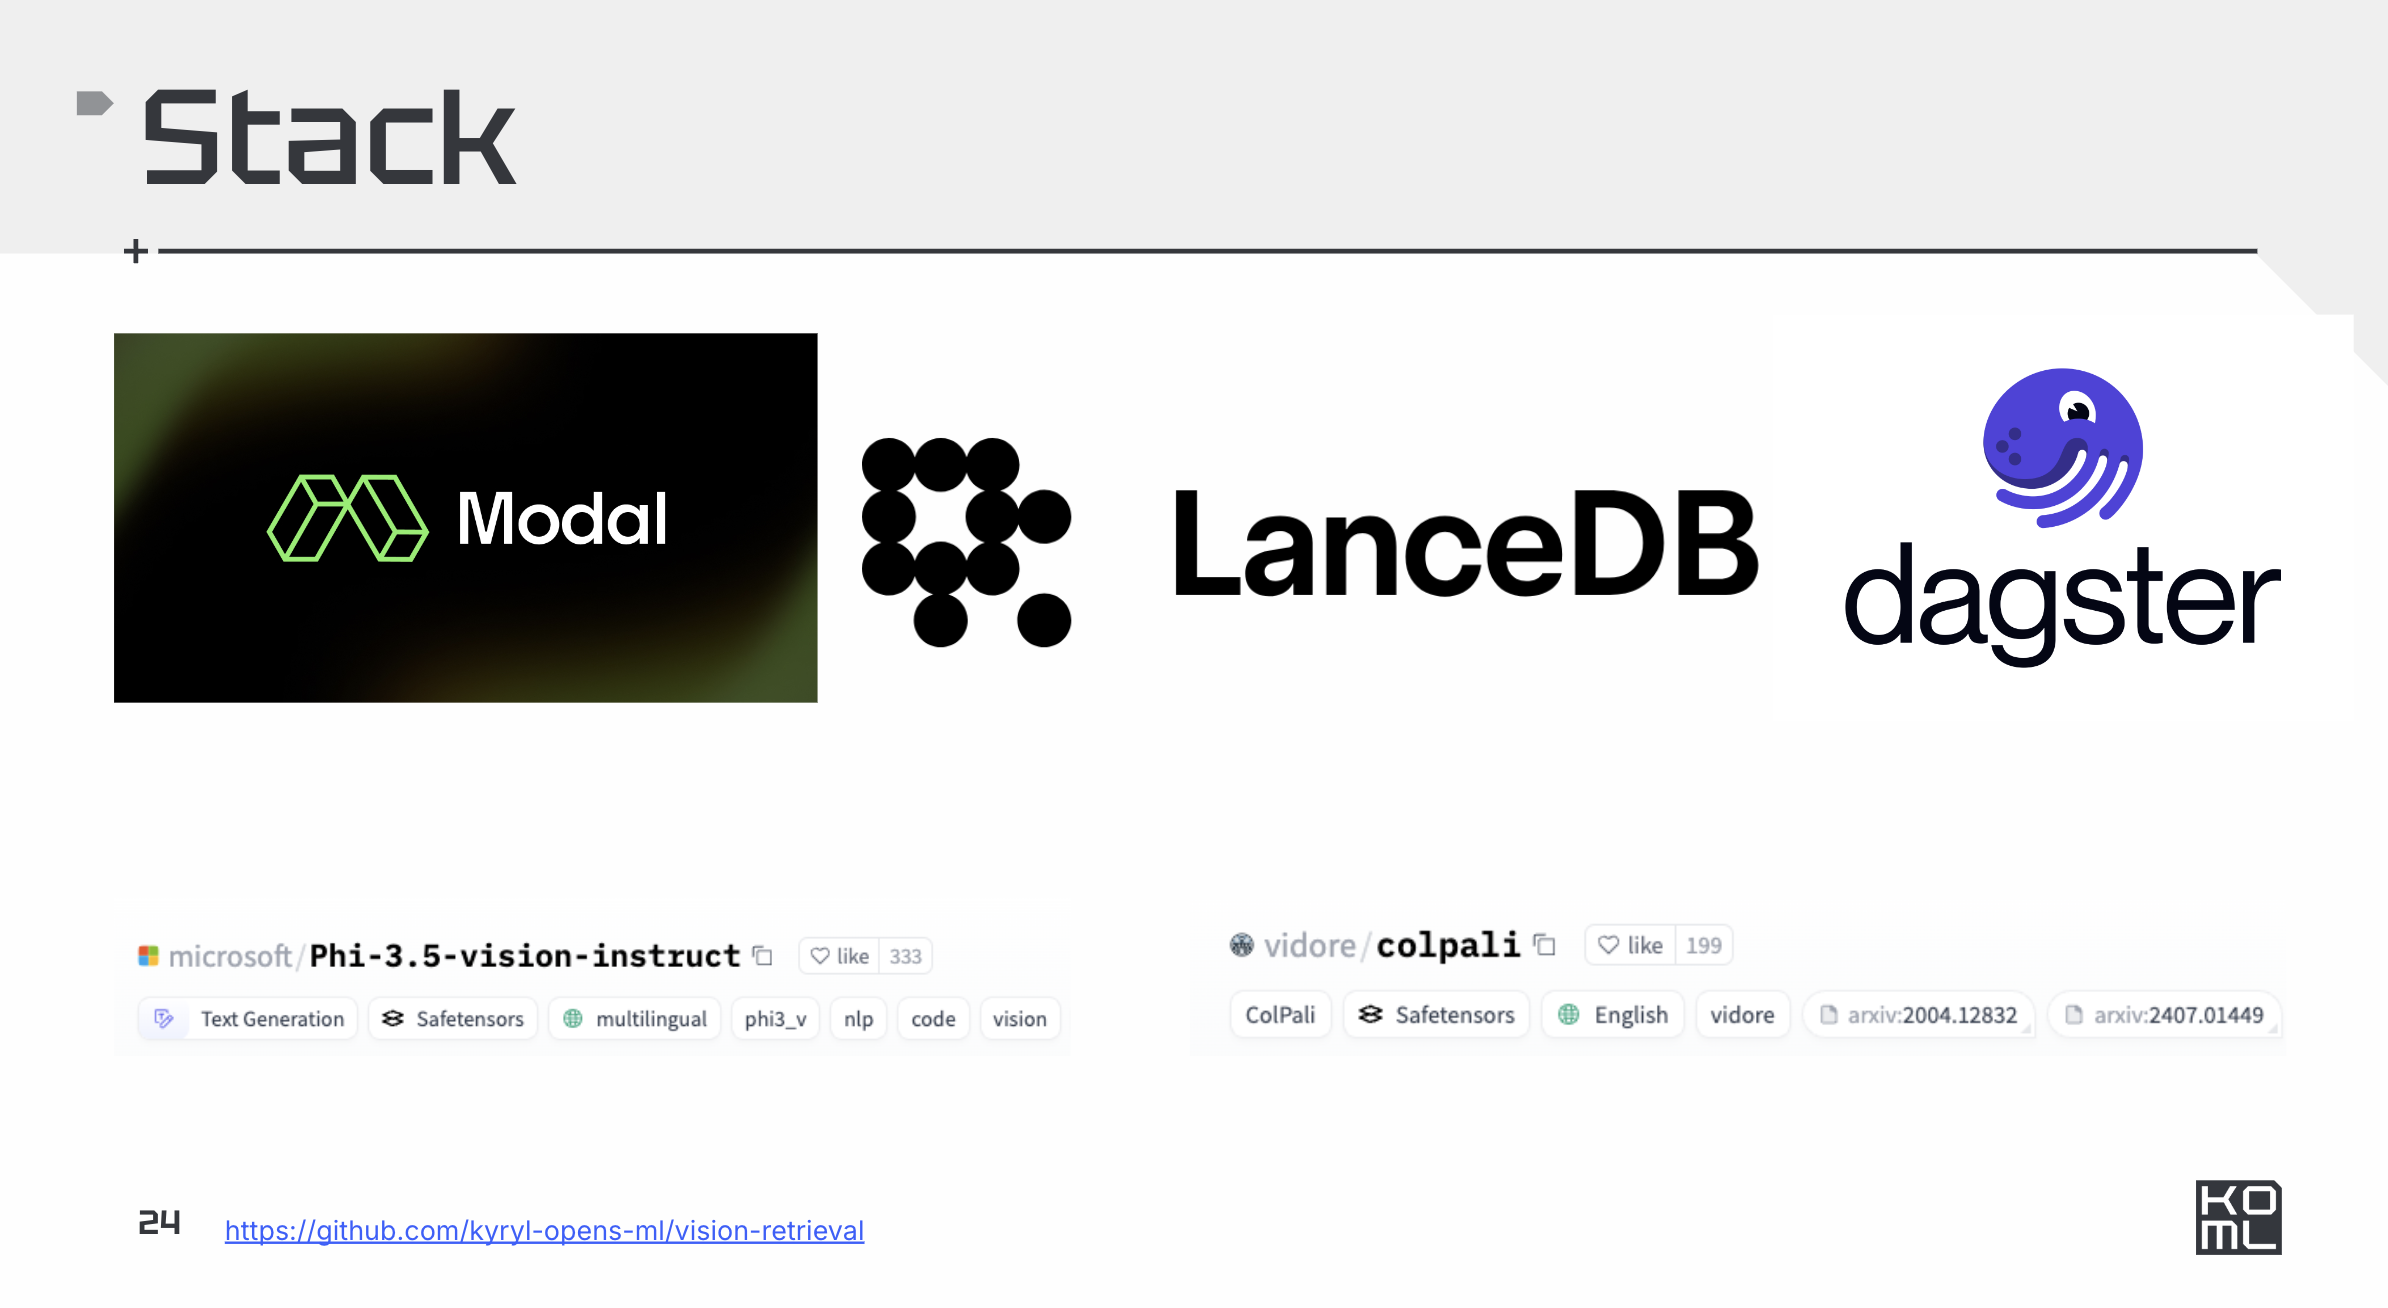 Stack
Modal
LanceDB
dagster
microsoft/Phi-3.5-vision-instruct like 333
Text Generation Safetensors multilingual phi3_v nlp code vision
vidore/colpali like 199
ColPali Safetensors English vidore arxiv:2004.12832 arxiv:2407.01449
24 https://github.com/kyryl-opens-ml/vision-retrieval
KO
ML